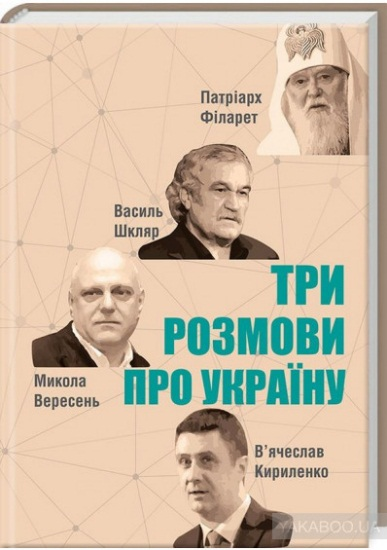 Патріарх
Філарет
Василь
Шкляр
ТРИ
РОЗМОВИ
ПРО УКРАЇНУ
Микола
Вересень
В'ячеслав
Кириленко
YAKABOO.UA